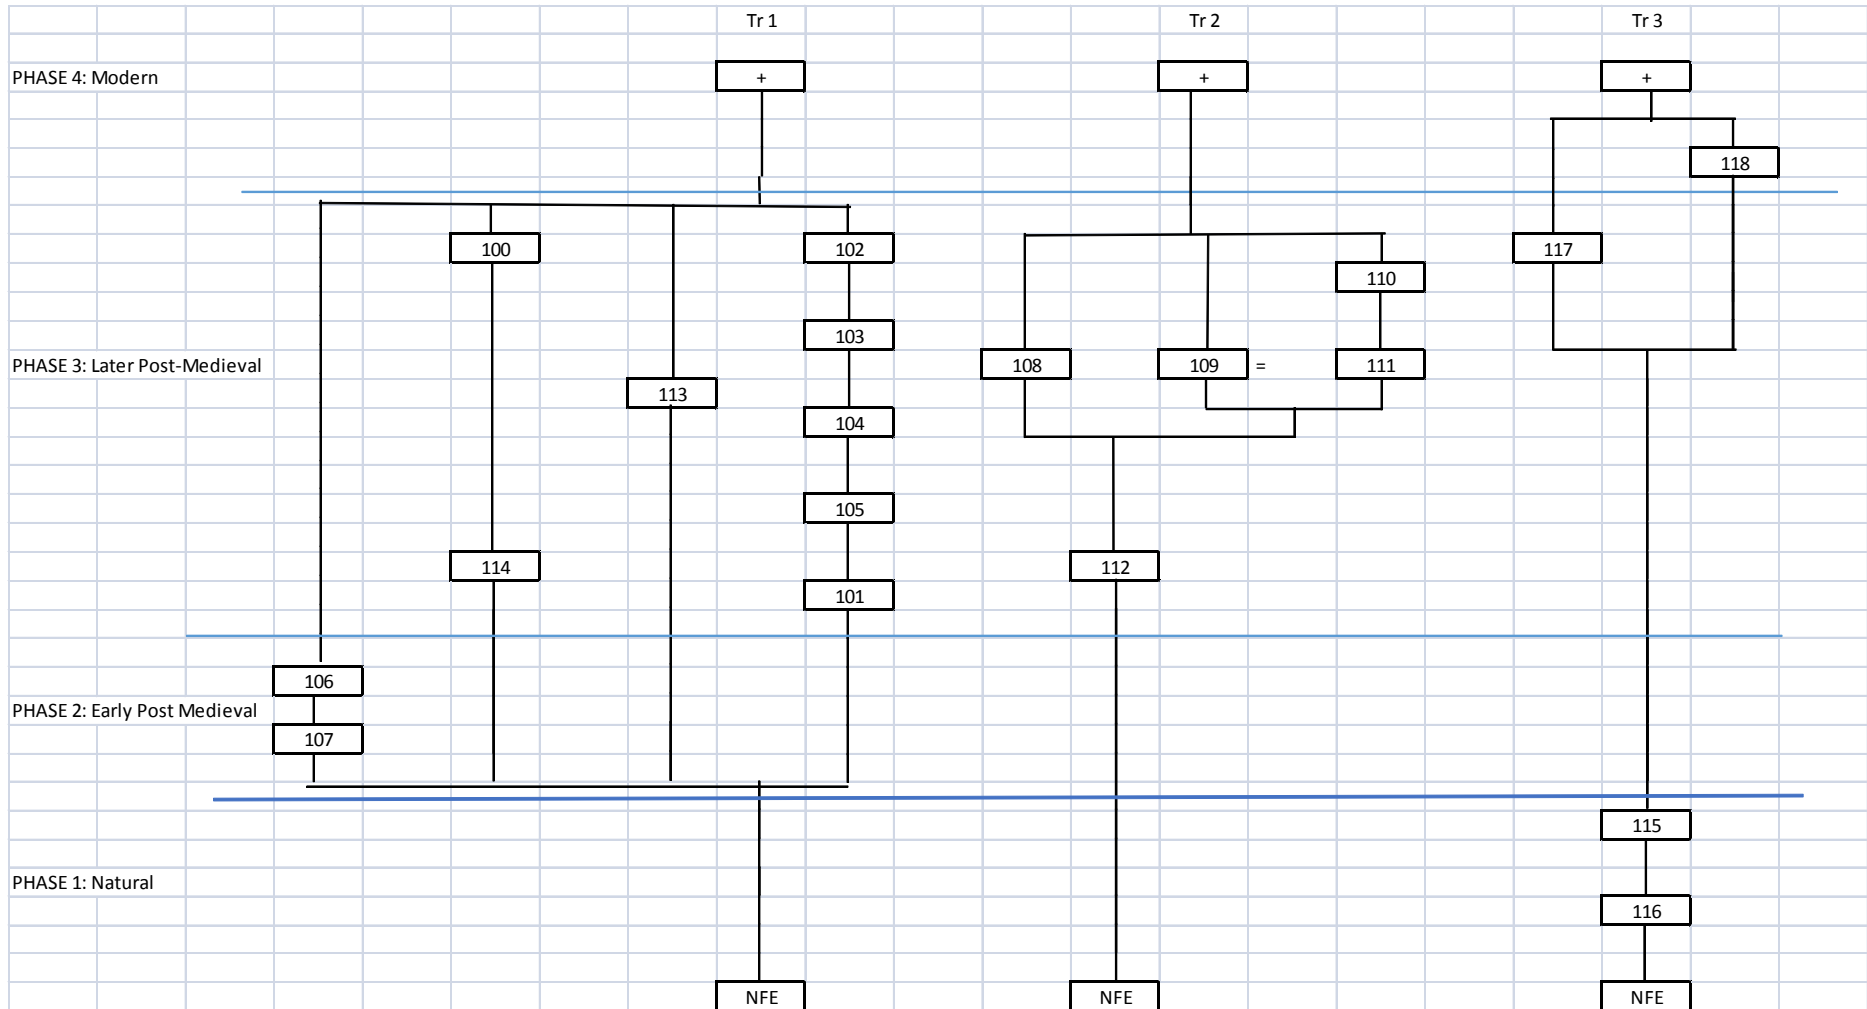 Tr 1 Tr 2 Tr 3
PHASE 4: Modern + + +
118
100 102 117
110
103
PHASE 3: Later Post-Medieval 108 109 = 111
113
104
105
114 112
101
106
PHASE 2: Early Post Medieval
107
115
PHASE 1: Natural
116
NFE NFE NFE